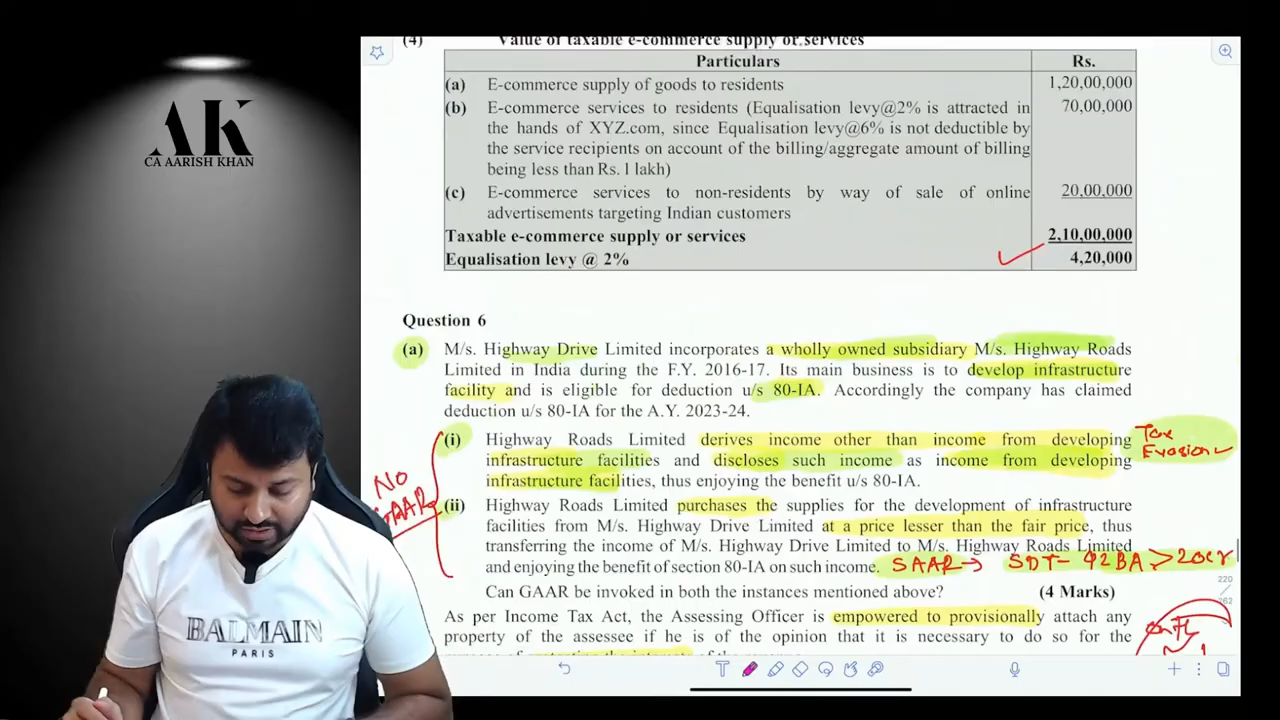 AK
CA AARISH KHAN
(4) Value of taxable e-commerce supply or services
Particulars Rs.
(a) E-commerce supply of goods to residents 1,20,00,000
(b) E-commerce services to residents (Equalisation levy@2% is attracted in 70,00,000
the hands of XYZ.com, since Equalisation levy@6% is not deductible by
the service recipients on account of the billing/aggregate amount of billing
being less than Rs. 1 lakh)
(c) E-commerce services to non-residents by way of sale of online 20,00,000
advertisements targeting Indian customers
Taxable e-commerce supply or services 2,10,00,000
Equalisation levy @ 2% 4,20,000
Question 6
(a) M/s. Highway Drive Limited incorporates a wholly owned subsidiary M/s. Highway Roads
Limited in India during the F.Y. 2016-17. Its main business is to develop infrastructure
facility and is eligible for deduction u/s 80-IA. Accordingly the company has claimed
deduction u/s 80-IA for the A.Y. 2023-24.
(i) Highway Roads Limited derives income other than income from developing
infrastructure facilities and discloses such income as income from developing
infrastructure facilities, thus enjoying the benefit u/s 80-IA.
Tax
Evasion
No
GAAR
(ii) Highway Roads Limited purchases the supplies for the development of infrastructure
facilities from M/s. Highway Drive Limited at a price lesser than the fair price, thus
transferring the income of M/s. Highway Drive Limited to M/s. Highway Roads Limited
and enjoying the benefit of section 80-IA on such income. SAAR → SDT- 92BA > 20cr
Can GAAR be invoked in both the instances mentioned above? (4 Marks)
As per Income Tax Act, the Assessing Officer is empowered to provisionally attach any
property of the assessee if he is of the opinion that it is necessary to do so for the
220
262
BALMAIN
PARIS